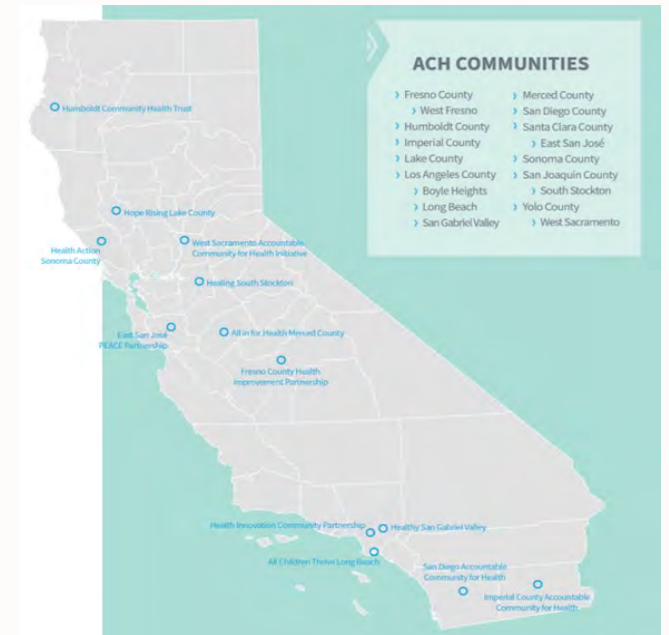 ACH COMMUNITIES
› Fresno County
› West Fresno
› Humboldt County
› Imperial County
› Lake County
› Los Angeles County
› Boyle Heights
› Long Beach
› San Gabriel Valley
› Merced County
› San Diego County
› Santa Clara County
› East San José
› Sonoma County
› San Joaquin County
› South Stockton
› Yolo County
› West Sacramento
Humboldt Community Health Trust
Hope Rising Lake County
Health Action
Sonoma County
West Sacramento Accountable
Community for Health Initiative
Healing South Stockton
East San José
PEACE Partnership
All in for Health Merced County
Fresno County Health
Improvement Partnership
Health Innovation Community Partnership
Healthy San Gabriel Valley
All Children Thrive Long Beach
San Diego Accountable
Community for Health
Imperial County Accountable
Community for Health